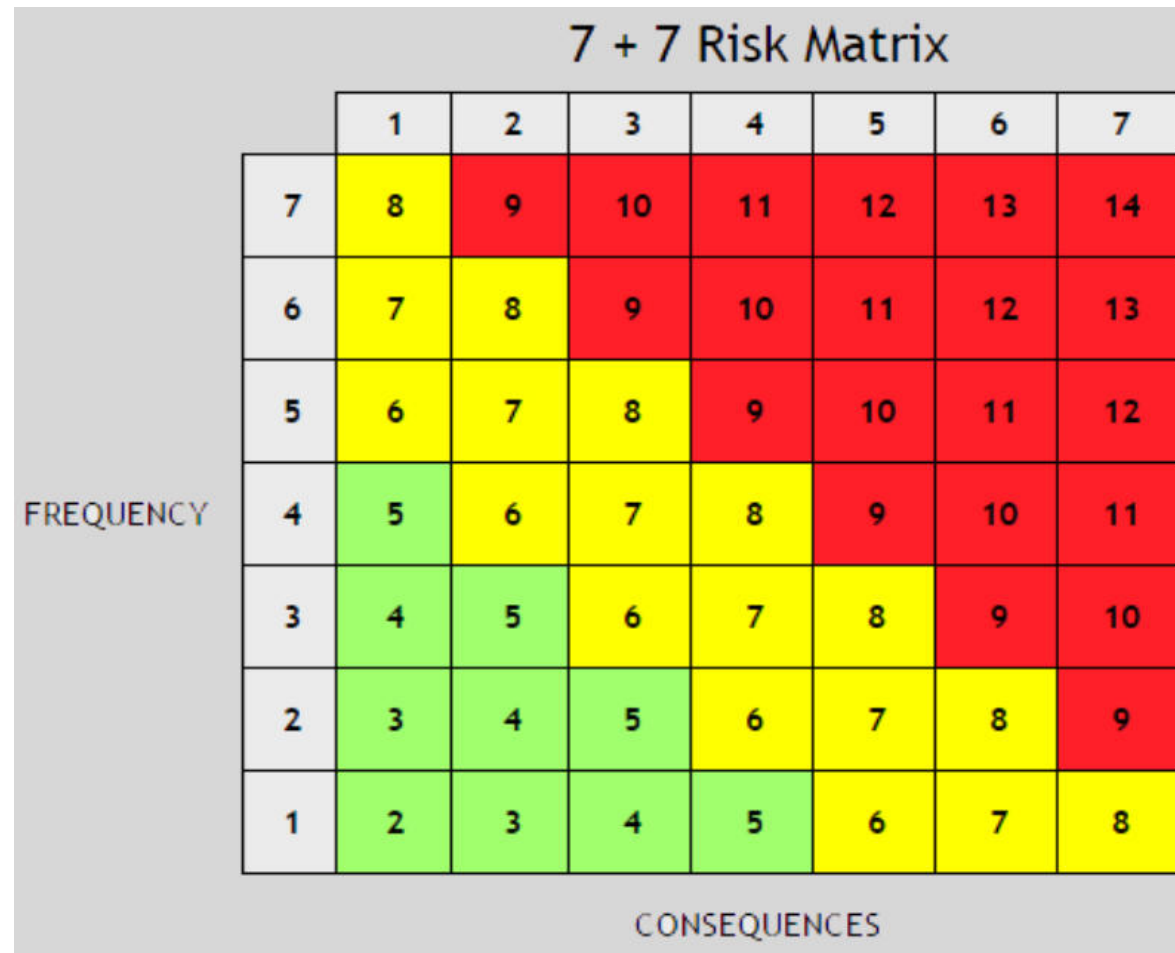 7 + 7 Risk Matrix
1 2 3 4 5 6 7
7 8 9 10 11 12 13 14
6 7 8 9 10 11 12 13
5 6 7 8 9 10 11 12
FREQUENCY 4 5 6 7 8 9 10 11
3 4 5 6 7 8 9 10
2 3 4 5 6 7 8 9
1 2 3 4 5 6 7 8
CONSEQUENCES